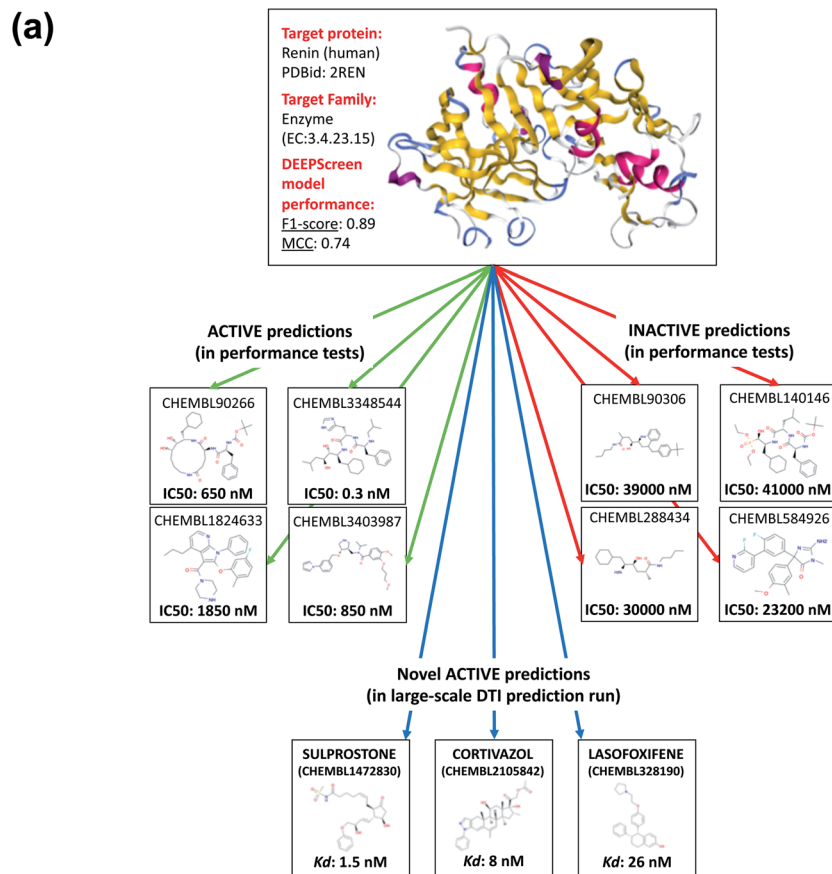 (a)
Target protein:
Renin (human)
PDBid: 2REN
Target Family:
Enzyme
(EC:3.4.23.15)
DEEPScreen
model
performance:
F1-score: 0.89
MCC: 0.74
ACTIVE predictions
(in performance tests)
INACTIVE predictions
(in performance tests)
CHEMBL90266
IC50: 650 nM
CHEMBL3348544
IC50: 0.3 nM
CHEMBL90306
IC50: 39000 nM
CHEMBL140146
IC50: 41000 nM
CHEMBL1824633
IC50: 1850 nM
CHEMBL3403987
IC50: 850 nM
CHEMBL288434
IC50: 30000 nM
CHEMBL584926
IC50: 23200 nM
Novel ACTIVE predictions
(in large-scale DTI prediction run)
SULPROSTONE
(CHEMBL1472830)
Kd: 1.5 nM
CORTIVAZOL
(CHEMBL2105842)
Kd: 8 nM
LASOFOXIFENE
(CHEMBL328190)
Kd: 26 nM